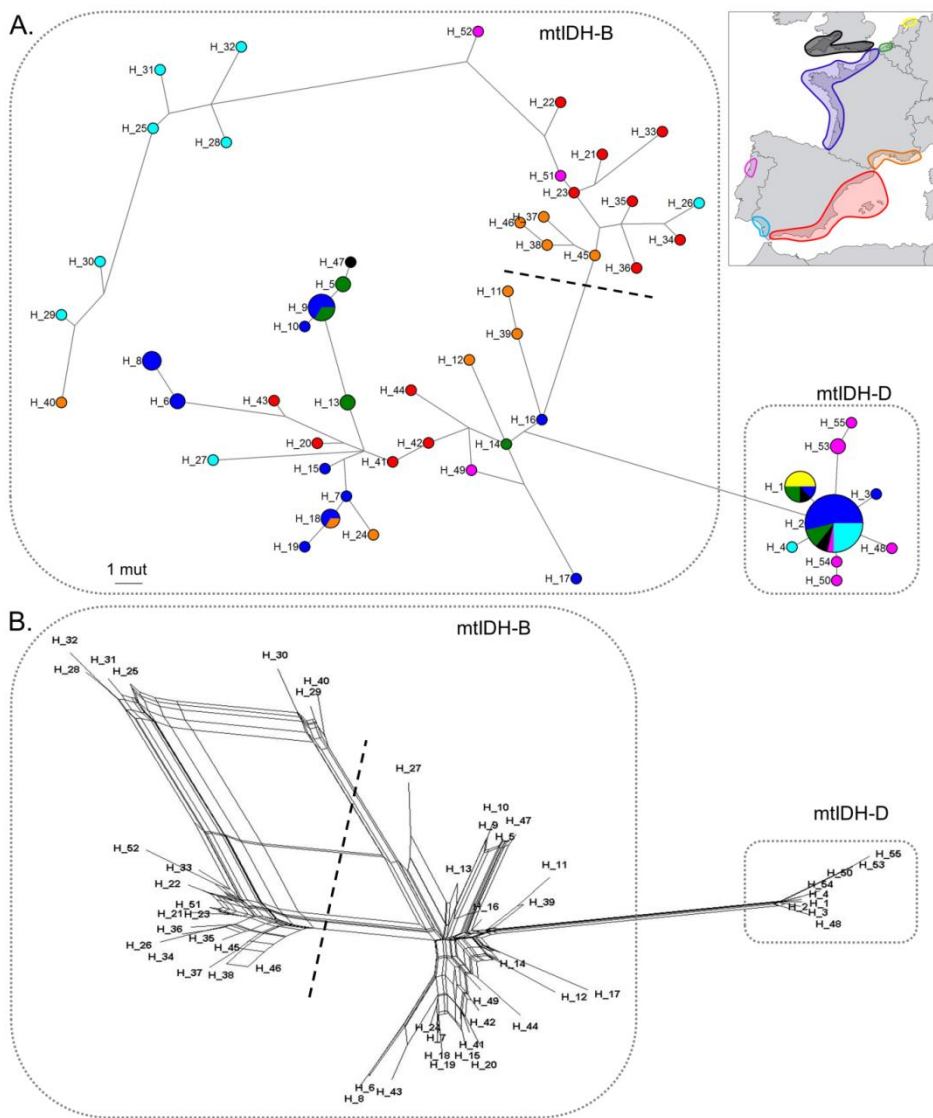 A.
mtIDH-B
H_52
H_32
H_31
H_22
H_25
H_33
H_28
H_21
H_51
H_23
H_35
H_26
H_37
H_46
H_38
H_45
H_34
H_36
H_30
H_47
H_5
H_11
H_9
H_29
H_10
H_39
H_8
H_12
mtIDH-D
H_40
H_6
H_43
H_13
H_44
H_16
H_55
H_20
H_42
H_14
H_53
H_27
H_41
H_15
H_49
H_1
H_3
H_7
H_2
H_18
H_24
H_4
H_48
H_19
H_54
1 mut
H_17
H_50
B.
mtIDH-B
H_32
H_31
H_30
H_28
H_25
H_40
H_29
H_27
mtIDH-D
H_10
H_9
H_47
H_5
H_52
H_55
H_33
H_13
H_11
H_53
H_22
H_50
H_54
H_51
H_4
H_21
H_23
H_16
H_39
H_1
H_2
H_36
H_3
H_26
H_35
H_45
H_48
H_34
H_14
H_37
H_38
H_46
H_12
H_17
H_49
H_24
H_42
H_44
H_7
H_41
H_18
H_15
H_19
H_20
H_6
H_43
H_8